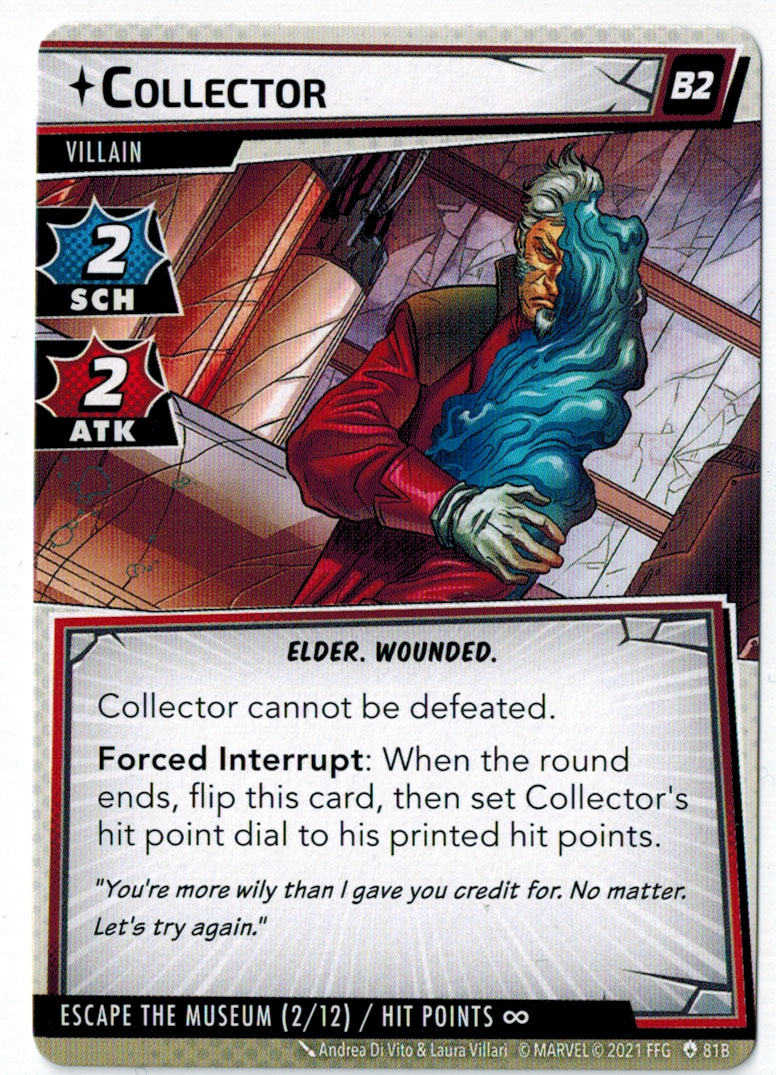 COLLECTOR
B2
VILLAIN
2
SCH
2
ATK
ELDER. WOUNDED.
Collector cannot be defeated.
Forced Interrupt: When the round
ends, flip this card, then set Collector's
hit point dial to his printed hit points.
"You're more wily than I gave you credit for. No matter.
Let's try again."
ESCAPE THE MUSEUM (2/12) / HIT POINTS ∞
Andrea Di Vito & Laura Villari © MARVEL © 2021 FFG 81B